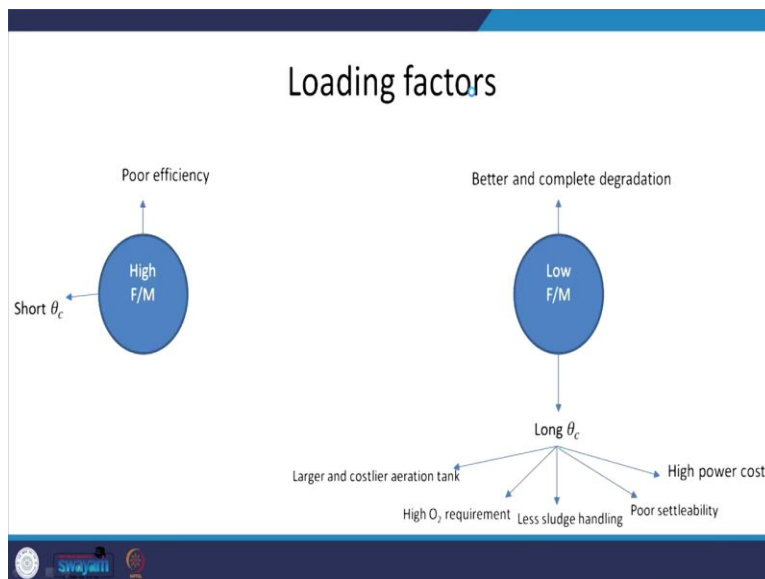 Loading factors
Poor efficiency
High
F/M
Short θc
Better and complete degradation
Low
F/M
Long θc
Larger and costlier aeration tank
High O₂ requirement
Less sludge handling
Poor settleability
High power cost
swayam